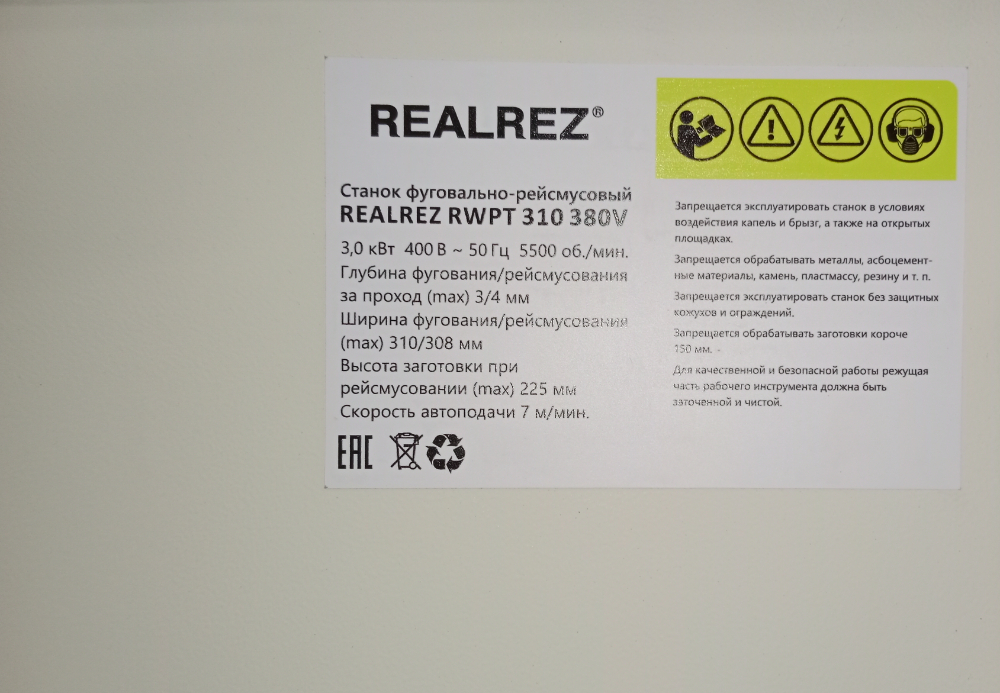 REALREZ®
Станок фуговально-рейсмусовый
REALREZ RWPT 310 380V
3,0 кВт 400 В ~ 50 Гц 5500 об./мин.
Глубина фугования/рейсмусования
за проход (max) 3/4 мм
Ширина фугования/рейсмусования
(max) 310/308 мм
Высота заготовки при
рейсмусовании (max) 225 мм
Скорость автоподачи 7 м/мин.
EAC
Запрещается эксплуатировать станок в условиях
воздействия капель и брызг, а также на открытых
площадках.
Запрещается обрабатывать металлы, асбоцемент-
ные материалы, камень, пластмассу, резину и т. п.
Запрещается эксплуатировать станок без защитных
кожухов и ограждений.
Запрещается обрабатывать заготовки короче
150 мм. -
Для качественной и безопасной работы режущая
часть рабочего инструмента должна быть
заточенной и чистой.